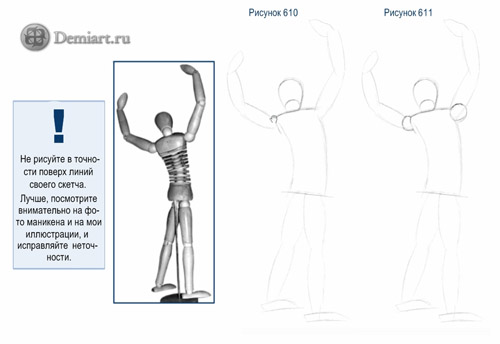 Demiart.ru
Рисунок 610
Рисунок 611
!
Не рисуйте в точно-
сти поверх линий
своего скетча.
Лучше, посмотрите
внимательно на фо-
то маникена и на мои
иллюстрации, и
исправляйте неточ-
ности.